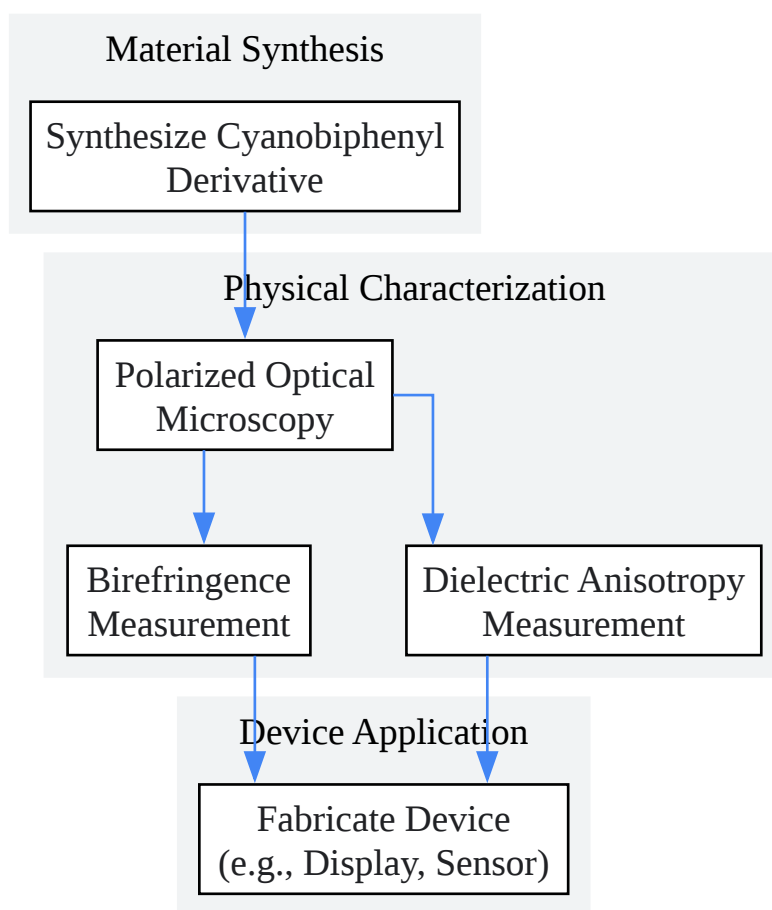 Material Synthesis
Synthesize Cyanobiphenyl
Derivative
Physical Characterization
Polarized Optical
Microscopy
Birefringence
Measurement
Dielectric Anisotropy
Measurement
Device Application
Fabricate Device
(e.g., Display, Sensor)